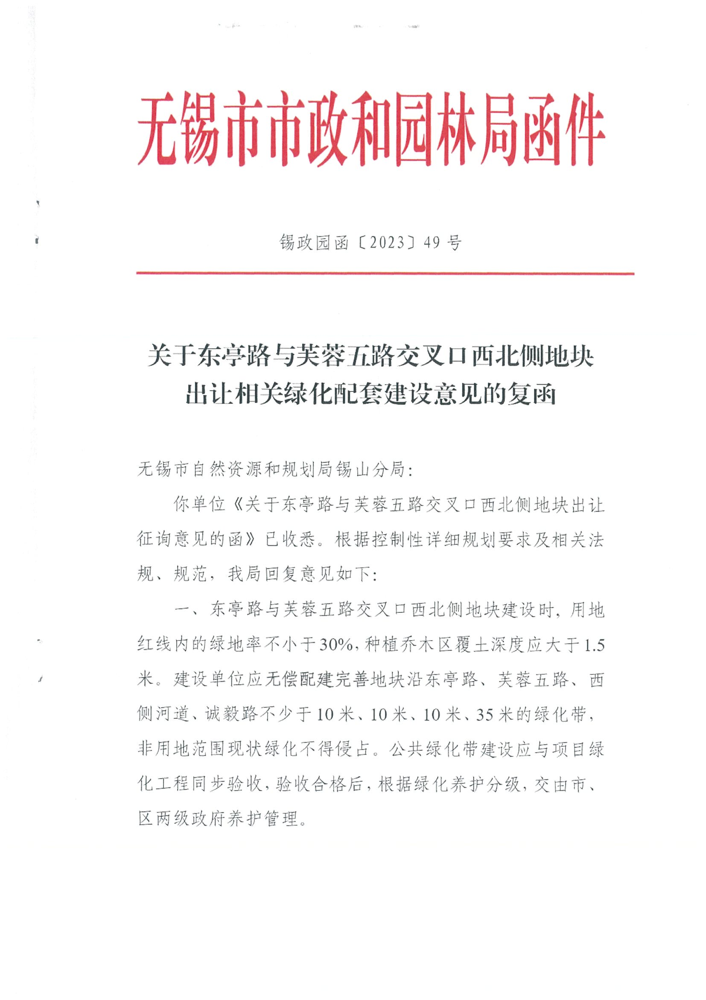 无锡市市政和园林局函件
锡政园函〔2023〕49 号
关于东亭路与芙蓉五路交叉口西北侧地块
出让相关绿化配套建设意见的复函
无锡市自然资源和规划局锡山分局：
你单位《关于东亭路与芙蓉五路交叉口西北侧地块出让
征询意见的函》已收悉。根据控制性详细规划要求及相关法
规、规范，我局回复意见如下：
一、东亭路与芙蓉五路交叉口西北侧地块建设时，用地
红线内的绿地率不小于30%，种植乔木区覆土深度应大于1.5
米。建设单位应无偿配建完善地块沿东亭路、芙蓉五路、西
侧河道、诚毅路不少于10 米、10 米、10 米、35 米的绿化带，
非用地范围现状绿化不得侵占。公共绿化带建设应与项目绿
化工程同步验收，验收合格后，根据绿化养护分级，交由市、
区两级政府养护管理。